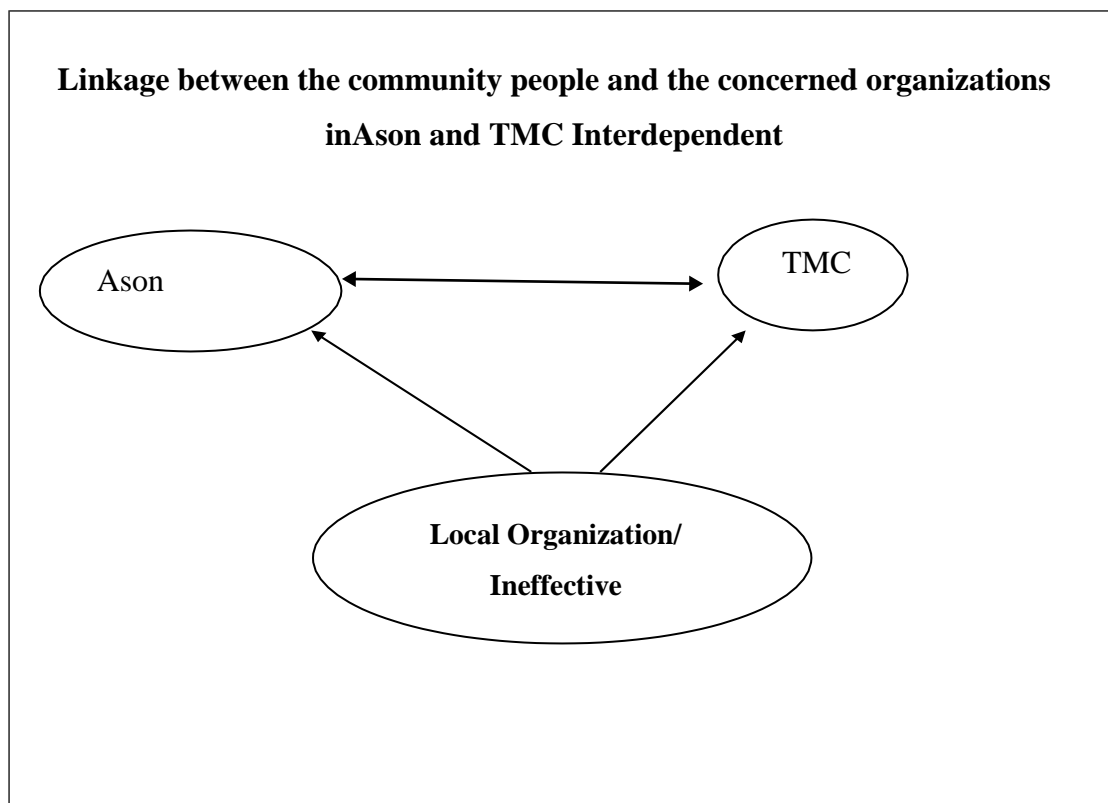 Linkage between the community people and the concerned organizations
inAson and TMC Interdependent
Ason
TMC
Local Organization/
Ineffective